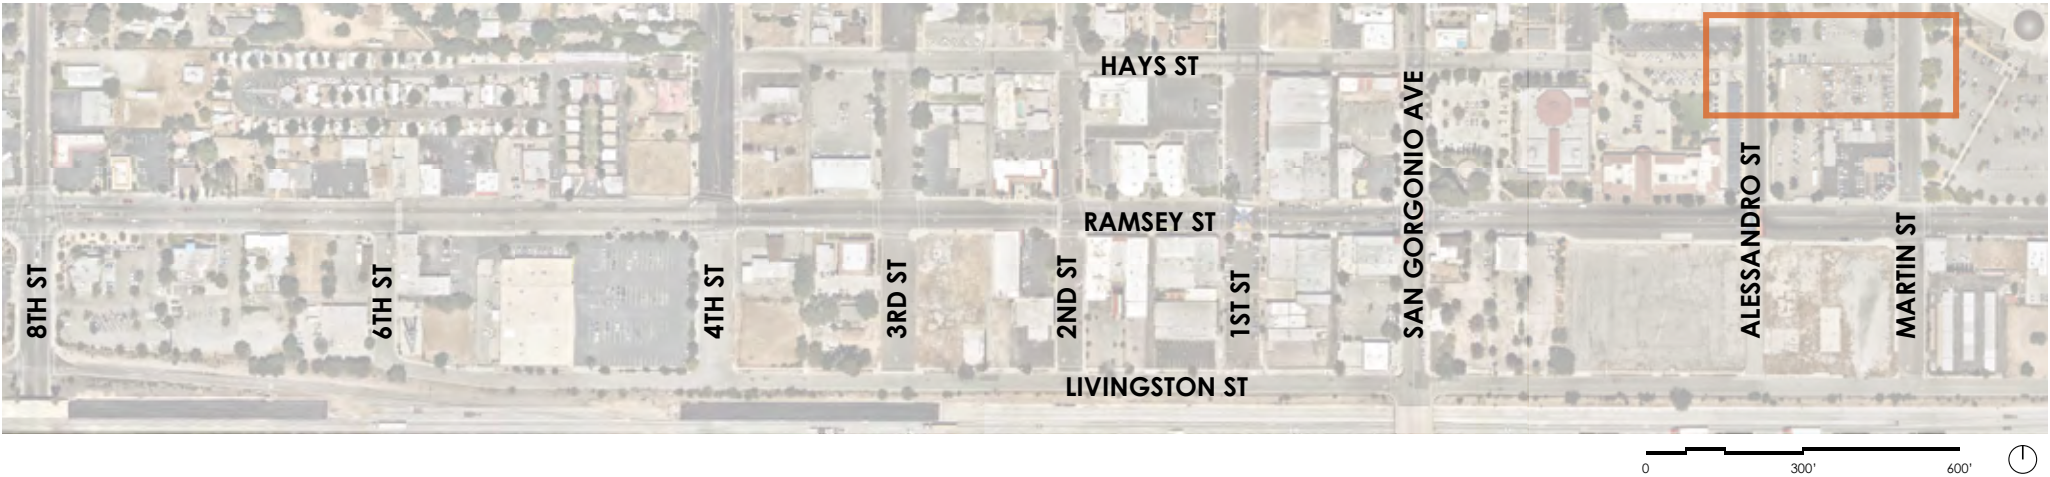 HAYS ST
RAMSEY ST
LIVINGSTON ST
8TH ST
6TH ST
4TH ST
3RD ST
2ND ST
1ST ST
SAN GORGONIO AVE
ALESSANDRO ST
MARTIN ST
0 300' 600'